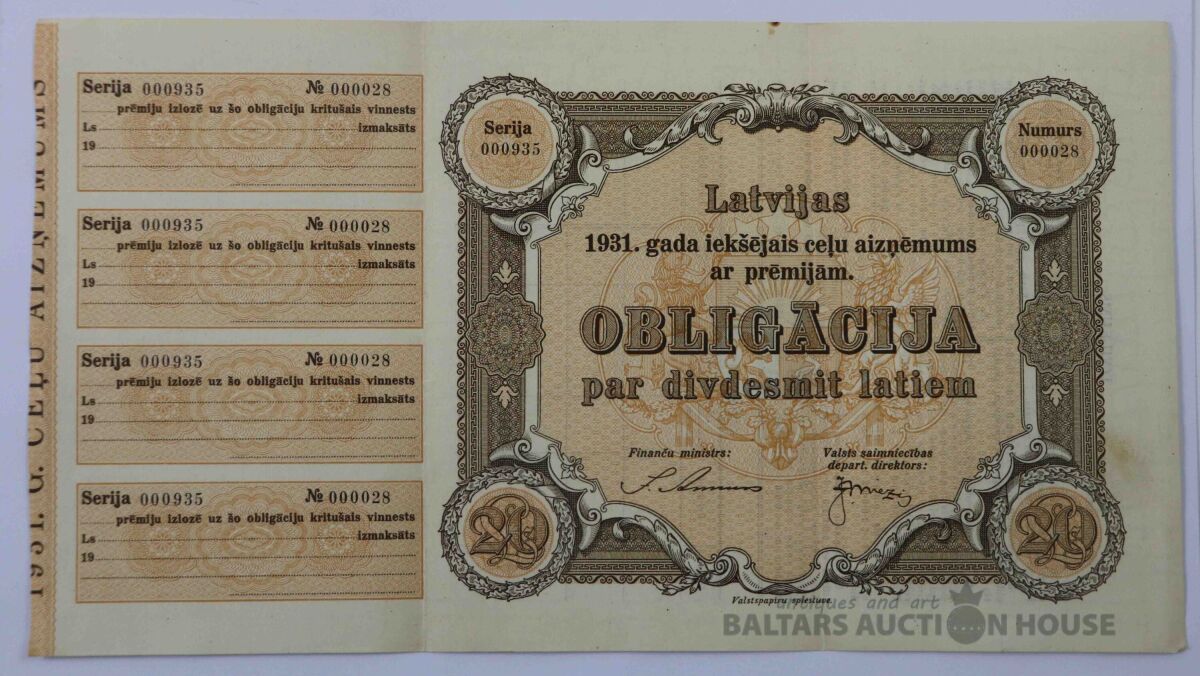 1931. G. CEĻU AIZŅĒMUMS
Serija 000935 № 000028
prēmiju izlozē uz šo obligāciju kritušais vinnests
Ls izmaksāts
19
Serija 000935 № 000028
prēmiju izlozē uz šo obligāciju kritušais vinnests
Ls izmaksāts
19
Serija 000935 № 000028
prēmiju izlozē uz šo obligāciju kritušais vinnests
Ls izmaksāts
19
Serija 000935 № 000028
prēmiju izlozē uz šo obligāciju kritušais vinnests
Ls izmaksāts
19
Serija
000935
Numurs
000028
Latvijas
1931. gada iekšējais ceļu aizņēmums
ar prēmijām.
OBLIGĀCIJA
par divdesmit latiem
Finanču ministrs:
Valsts saimniecības
depart. direktors:
20
20
Valstspapiru spiestuve.
antiques and art
BALTARS AUCTION HOUSE